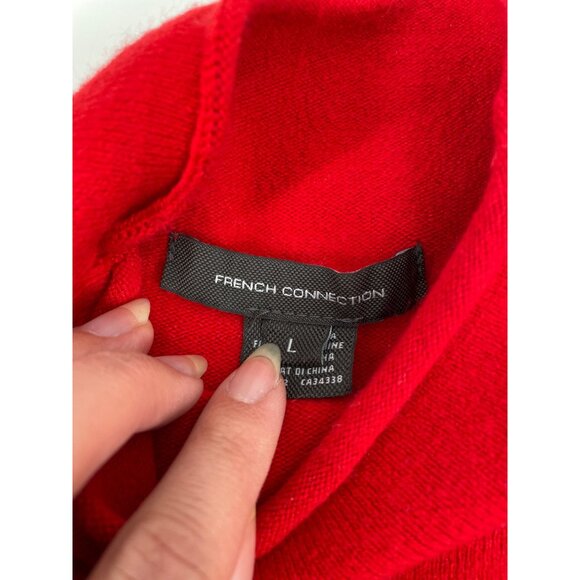 FRENCH CONNECTION
L
DI CHINA
CA34338